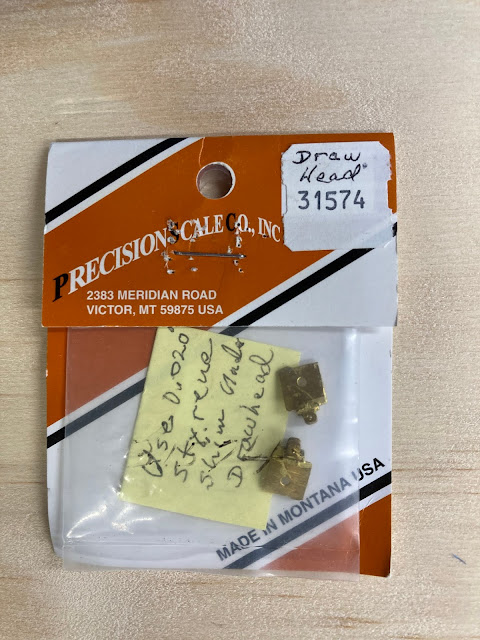 Draw
Head
31574
PRECISION SCALE CO., INC
2383 MERIDIAN ROAD
VICTOR, MT 59875 USA
Use 0.020"
Styrene
Shim Under
Drawhead
MADE IN MONTANA USA